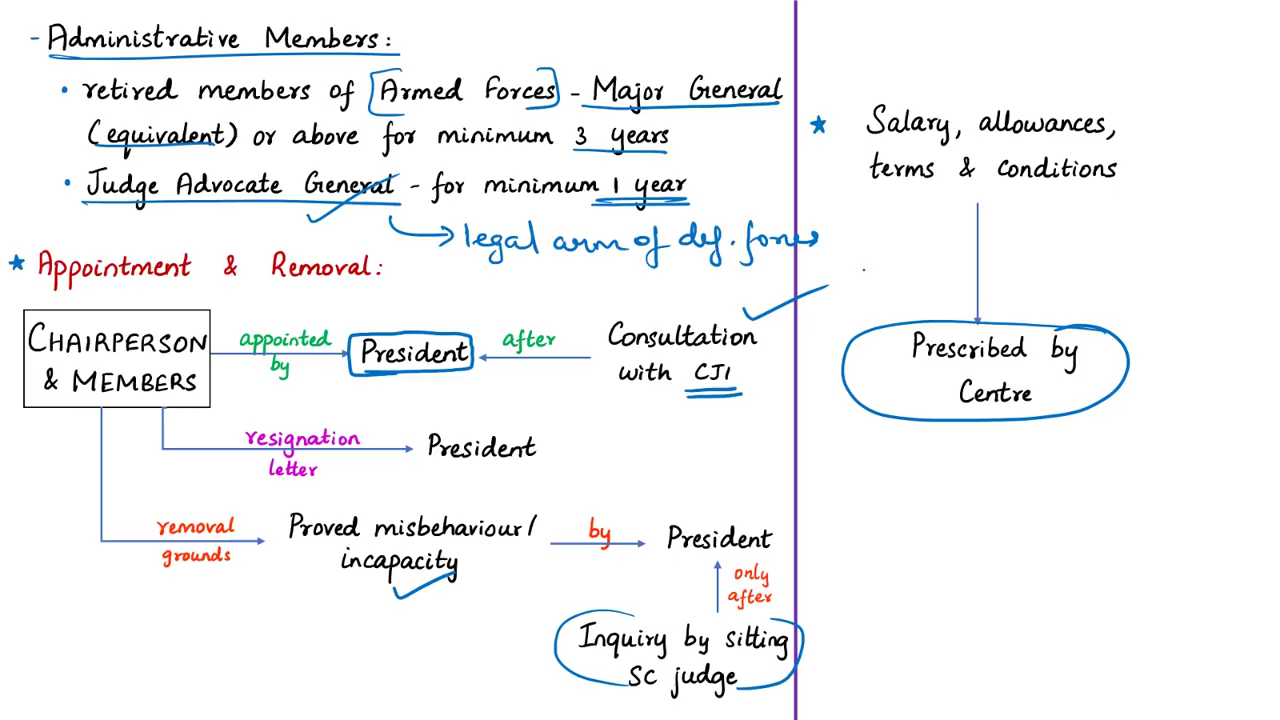 - Administrative Members:
• retired members of Armed Forces - Major General
(equivalent) or above for minimum 3 years
• Judge Advocate General - for minimum 1 year
legal arm of def. forces
★ Appointment & Removal:
CHAIRPERSON
& MEMBERS
appointed
by
President
after
Consultation
with CJI
resignation
letter
President
removal
grounds
Proved misbehaviour/
incapacity
by
President
only
after
Inquiry by sitting
SC judge
★ Salary, allowances,
terms & conditions
Prescribed by
Centre